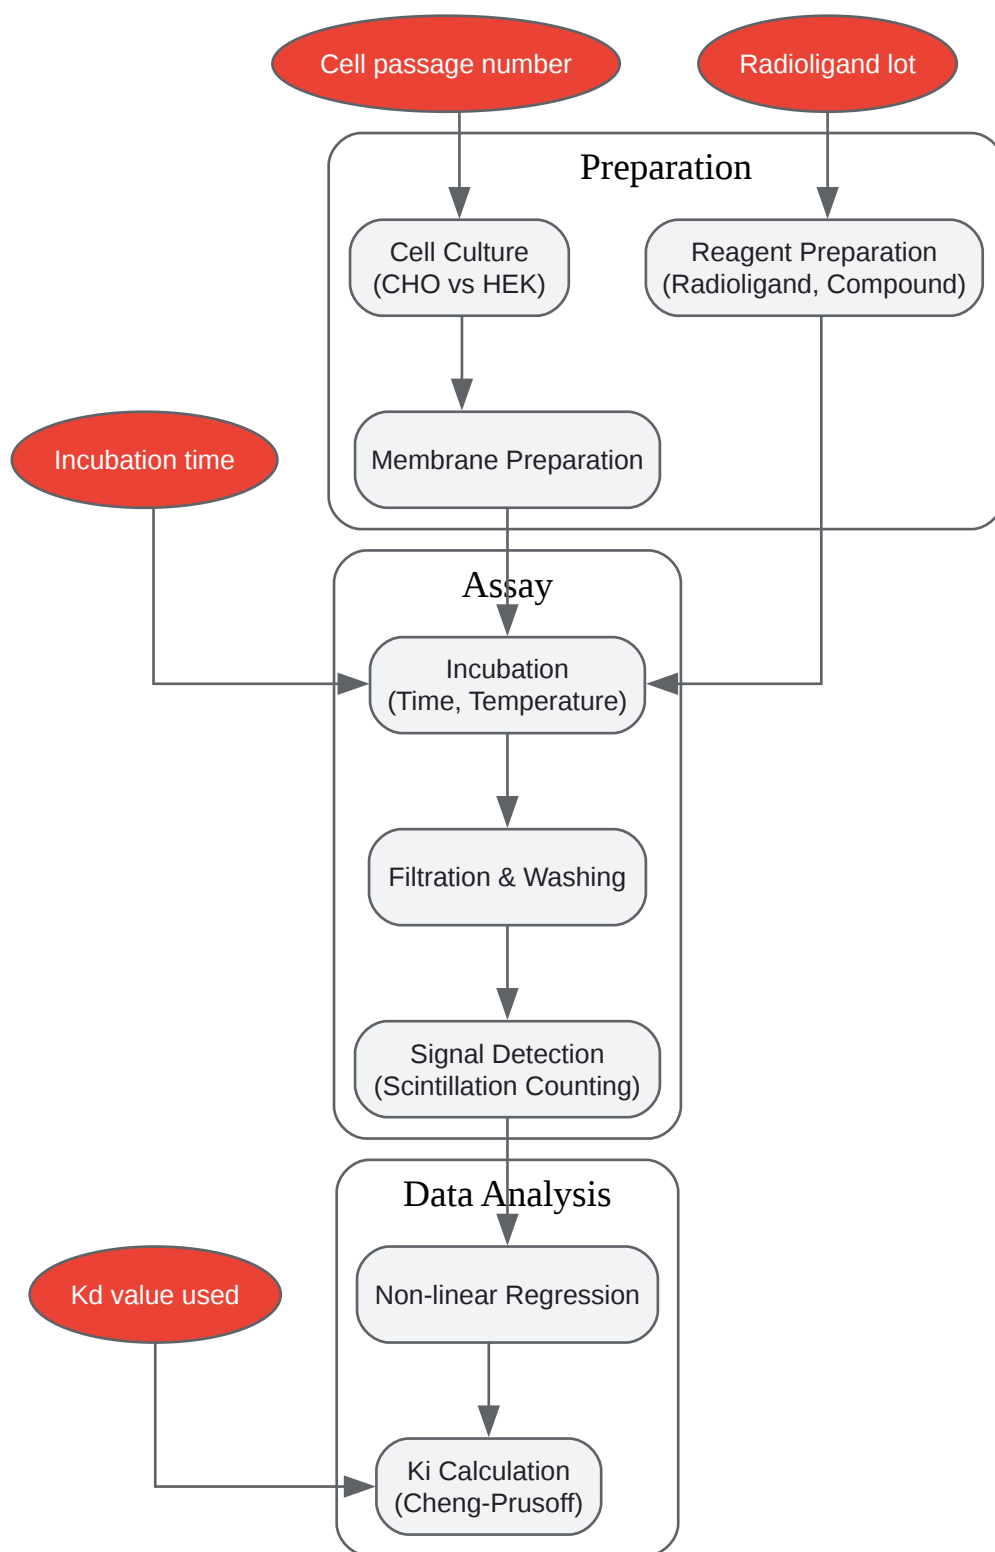 Cell passage number
Radioligand lot
Preparation
Cell Culture
(CHO vs HEK)
Reagent Preparation
(Radioligand, Compound)
Incubation time
Membrane Preparation
Assay
Incubation
(Time, Temperature)
Filtration & Washing
Signal Detection
(Scintillation Counting)
Data Analysis
Kd value used
Non-linear Regression
Ki Calculation
(Cheng-Prusoff)